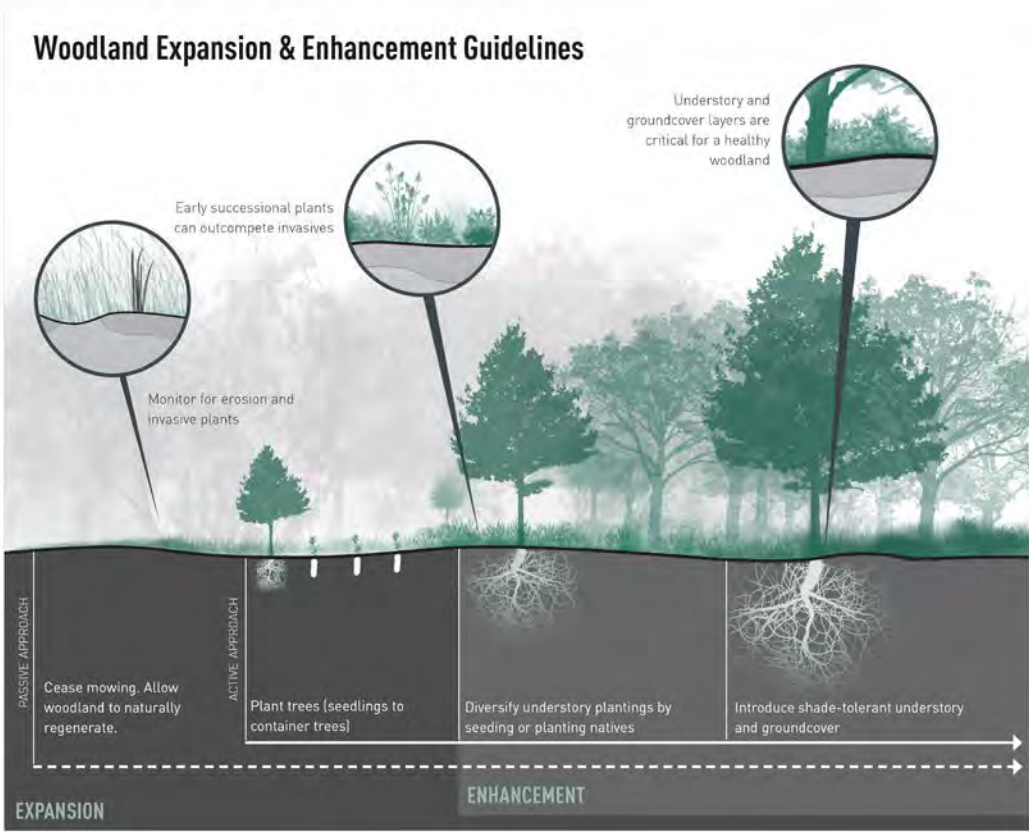 Woodland Expansion & Enhancement Guidelines
Understory and
groundcover layers are
critical for a healthy
woodland
Early successional plants
can outcompete invasives
Monitor for erosion and
invasive plants
PASSIVE APPROACH
Cease mowing. Allow
woodland to naturally
regenerate.
ACTIVE APPROACH
Plant trees (seedlings to
container trees)
Diversify understory plantings by
seeding or planting natives
Introduce shade-tolerant understory
and groundcover
EXPANSION
ENHANCEMENT